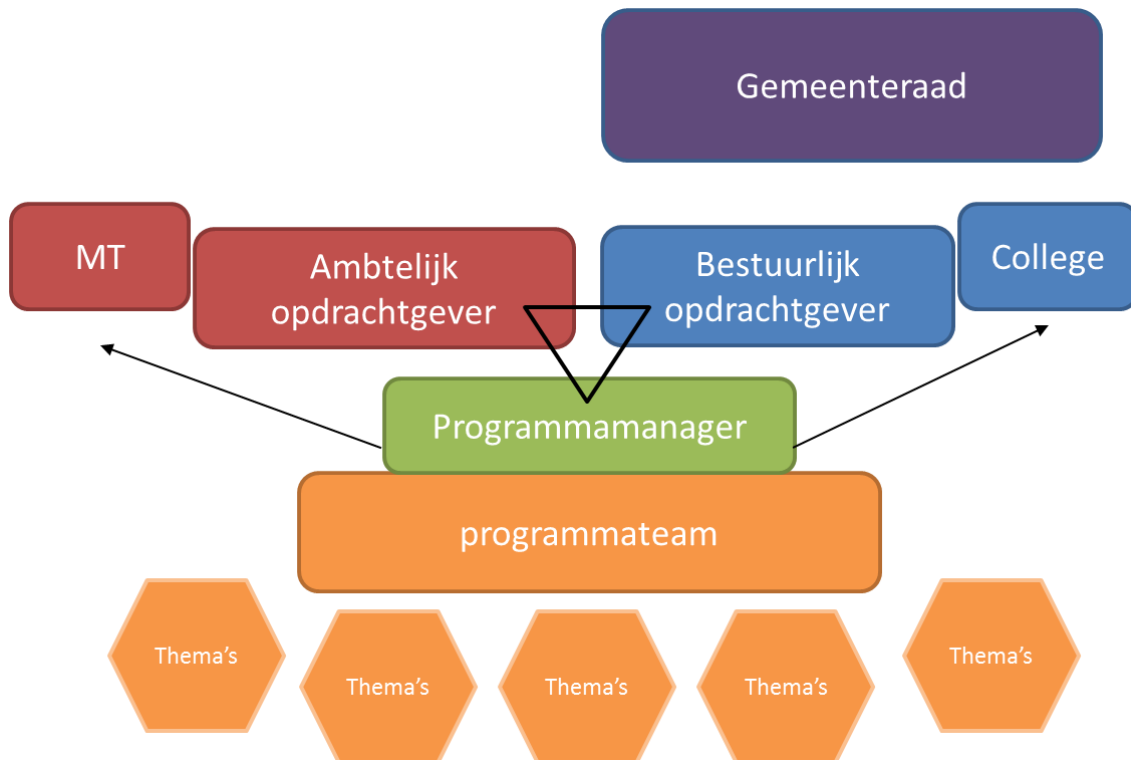 Gemeenteraad
MT
Ambtelijk
opdrachtgever
Bestuurlijk
opdrachtgever
College
Programmamanager
programmateam
Thema's
Thema's
Thema's
Thema's
Thema's